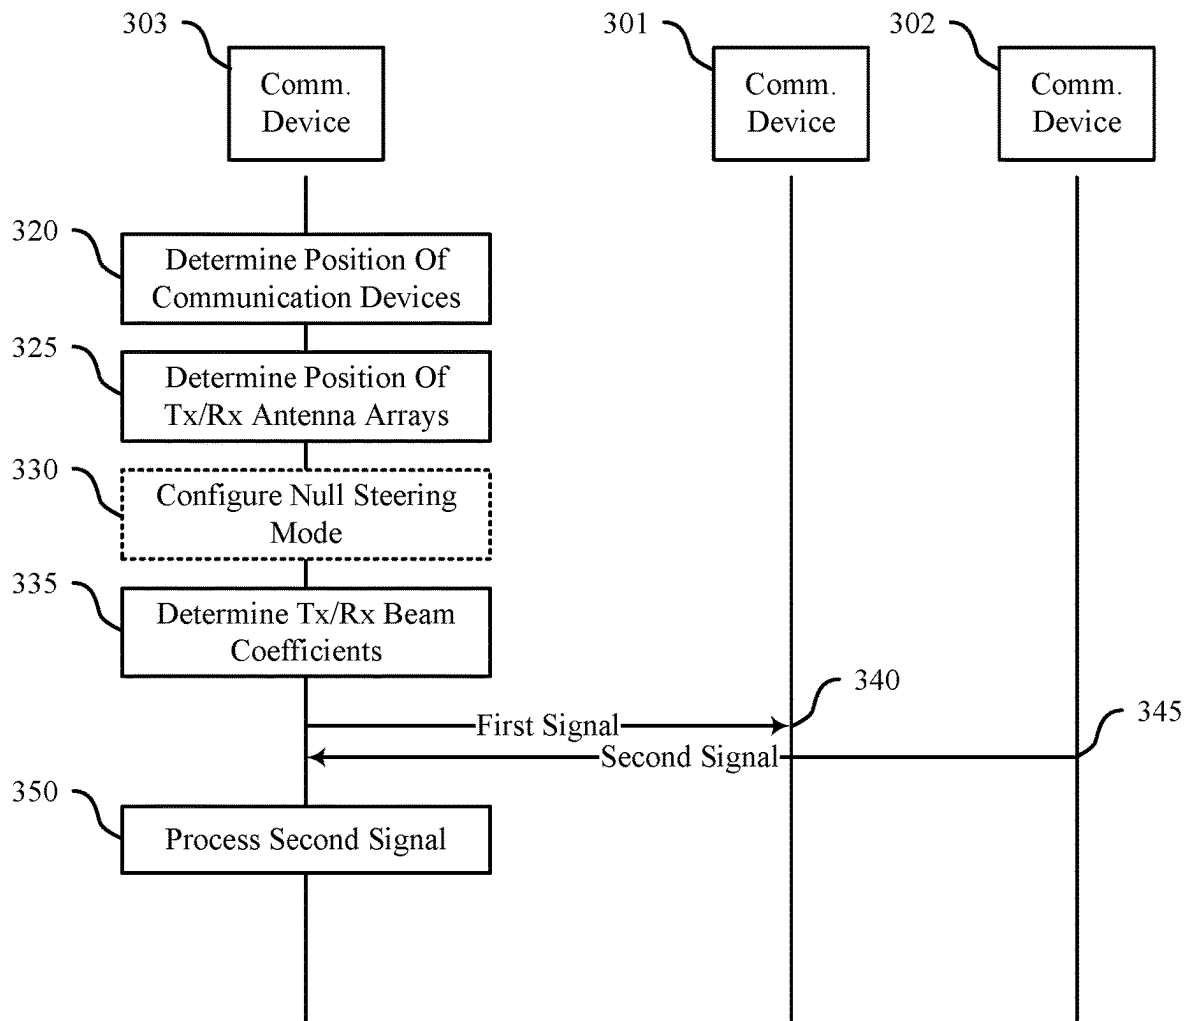 303
301
302
Comm.
Device
Comm.
Device
Comm.
Device
320
Determine Position Of
Communication Devices
325
Determine Position Of
Tx/Rx Antenna Arrays
330
Configure Null Steering
Mode
335
Determine Tx/Rx Beam
Coefficients
340
First Signal
345
Second Signal
350
Process Second Signal